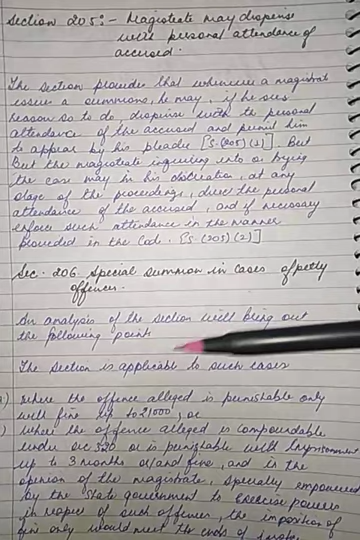 Section 205:- Magistrate may dispense
with personal attendance of
accused.
The section provides that whenever a magistrat
issues a summons, he may, if he sees
reason so to do, dispense with the personal
attendance of the accused and permit him
to appear by his pleader [S.(205)(1)]. But
But the magistrate inquiring into or trying
the case may in his discretion, at any
stage of the proceedings, direct the personal
attendance of the accused, and if necessary
enforce such attendance in the manner
provided in the Code. [S.(205)(2)]
Sec. 206. Special summon in cases of petty
offences.
An analysis of the section will bring out
the following points
The section is applicable to such cases
) where the offence alleged is punishable only
with fine up to 1000; or
) where the offence alleged is compoundable
under sec 320 or is punishable with Imprisonment
up to 3 months or/and fine, and in the
opinion of the magistrate, specially empowered
by the State government to exercise powers
in respect of such offences, the imposition of
fine only would meet the ends of